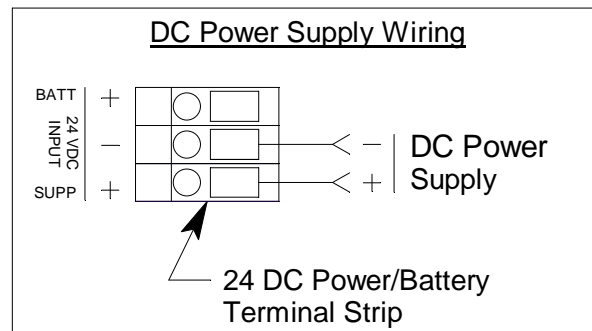 DC Power Supply Wiring
BATT +
24 VDC
INPUT
-
SUPP +
- DC Power
+ Supply
24 DC Power/Battery
Terminal Strip